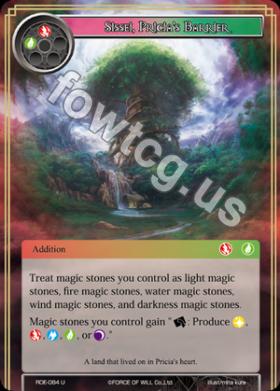 Sissei, Pricia's Barrier
fowtcg.us
Addition
Treat magic stones you control as light magic
stones, fire magic stones, water magic stones,
wind magic stones, and darkness magic stones.
Magic stones you control gain " : Produce ,
, , , or ."
A land that lived on in Pricia's heart.
RDE-084 U ©FORCE OF WILL Co.,Ltd.